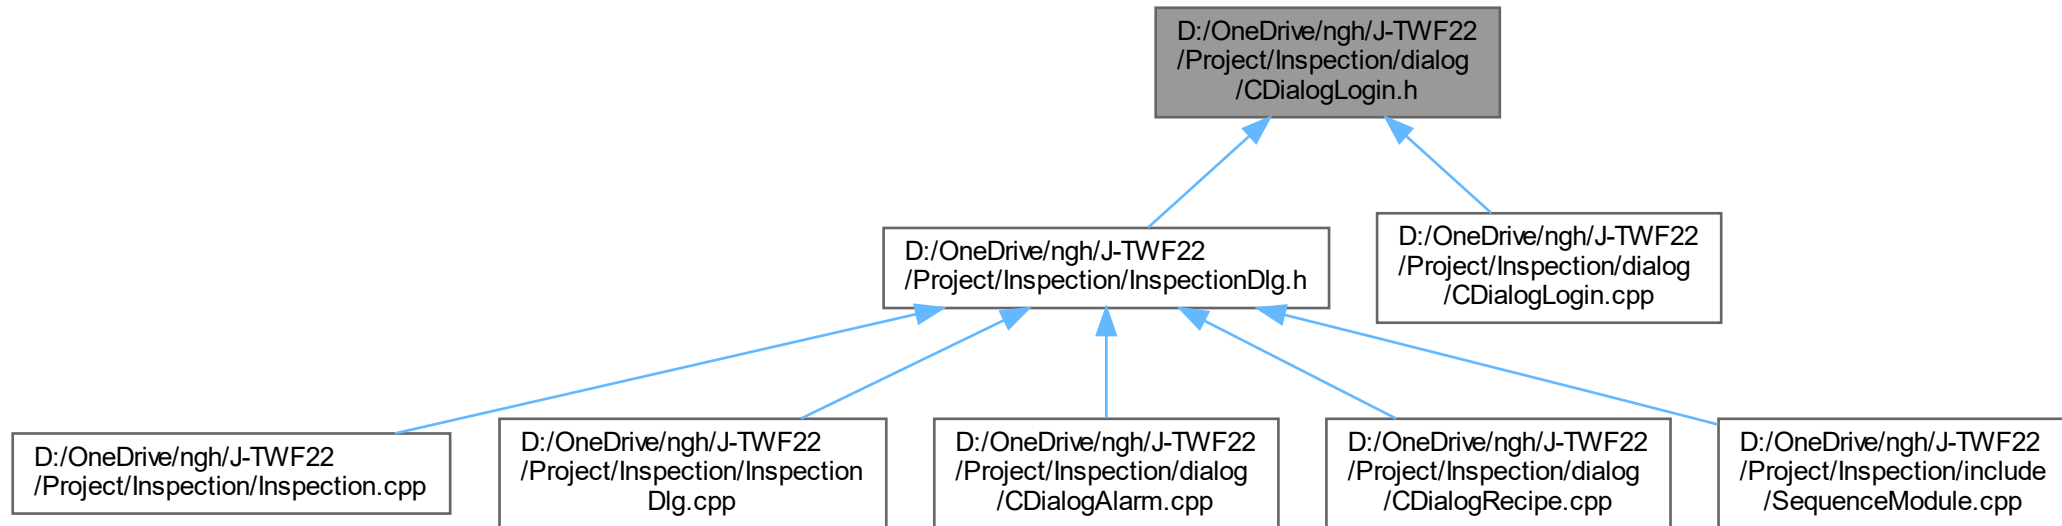 D:/OneDrive/ngh/J-TWF22
/Project/Inspection/dialog
/CDialogLogin.h
D:/OneDrive/ngh/J-TWF22
/Project/Inspection/InspectionDlg.h
D:/OneDrive/ngh/J-TWF22
/Project/Inspection/dialog
/CDialogLogin.cpp
D:/OneDrive/ngh/J-TWF22
/Project/Inspection/Inspection.cpp
D:/OneDrive/ngh/J-TWF22
/Project/Inspection/Inspection
Dlg.cpp
D:/OneDrive/ngh/J-TWF22
/Project/Inspection/dialog
/CDialogAlarm.cpp
D:/OneDrive/ngh/J-TWF22
/Project/Inspection/dialog
/CDialogRecipe.cpp
D:/OneDrive/ngh/J-TWF22
/Project/Inspection/include
/SequenceModule.cpp